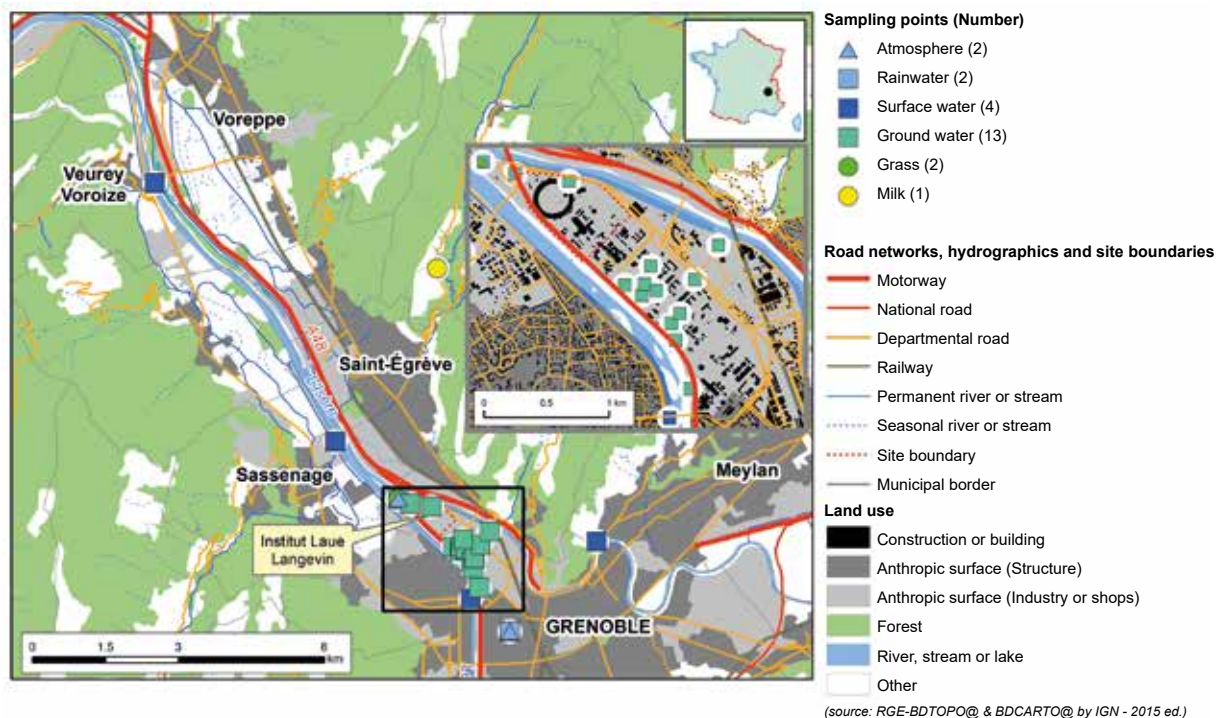 Voreppe
Veurey
Voroize
A48
Saint-Égrève
Sassenage
Meylan
Institut Laue
Langevin
GRENOBLE
0 0.5 1 km
0 1.5 3 6
km
Sampling points (Number)
Atmosphere (2)
Rainwater (2)
Surface water (4)
Ground water (13)
Grass (2)
Milk (1)
Road networks, hydrographics and site boundaries
Motorway
National road
Departmental road
Railway
Permanent river or stream
Seasonal river or stream
Site boundary
Municipal border
Land use
Construction or building
Anthropic surface (Structure)
Anthropic surface (Industry or shops)
Forest
River, stream or lake
Other
(source: RGE-BDTOPO@ & BDCARTO@ by IGN - 2015 ed.)